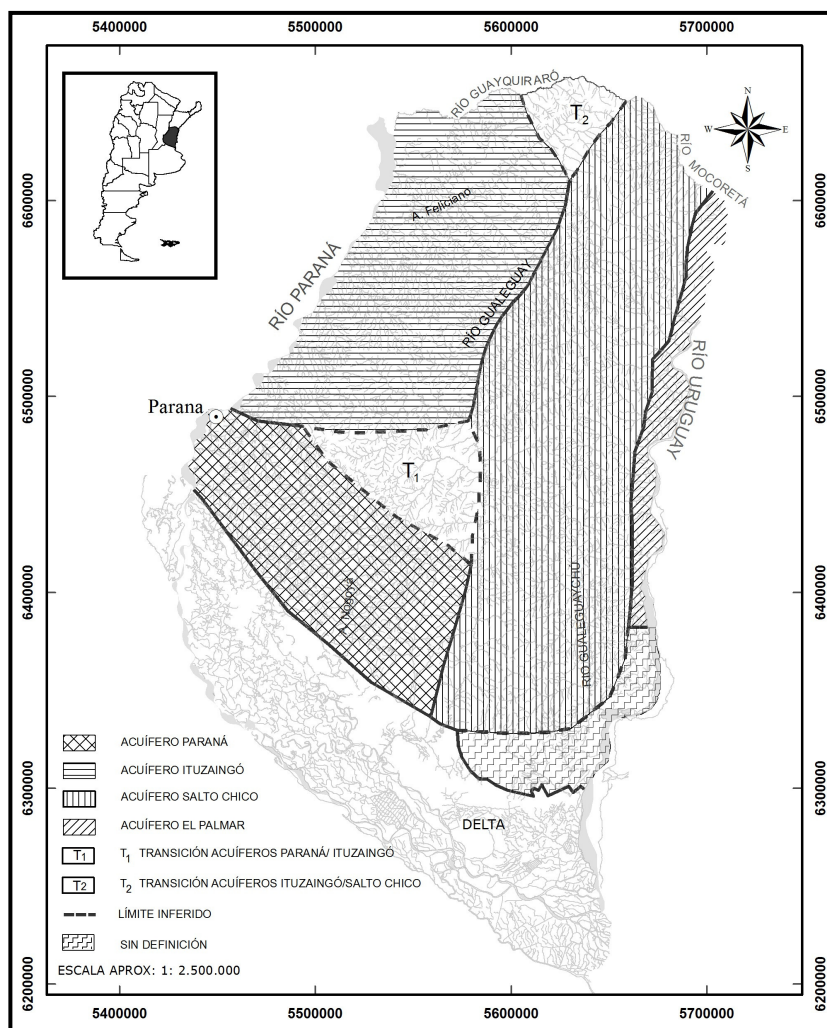 5400000 5500000 5600000 5700000
RÍO GUAYQUIRARÓ
T2
N
W E
S
RÍO MOCORETÁ
6600000 6600000
A. Feliciano
RÍO PARANÁ
RÍO GUALEGUAY
RÍO URUGUAY
6500000 6500000
Parana
T1
6400000 6400000
A. Nogoyá
RÍO GUALEGUAYCHÚ
ACUÍFERO PARANÁ
ACUÍFERO ITUZAINGÓ
ACUÍFERO SALTO CHICO
6300000 6300000
ACUÍFERO EL PALMAR
DELTA
T1 T1 TRANSICIÓN ACUÍFEROS PARANÁ/ ITUZAINGÓ
T2 T2 TRANSICIÓN ACUÍFEROS ITUZAINGÓ/SALTO CHICO
LÍMITE INFERIDO
SIN DEFINICIÓN
ESCALA APROX: 1: 2.500.000
6200000 6200000
5400000 5500000 5600000 5700000